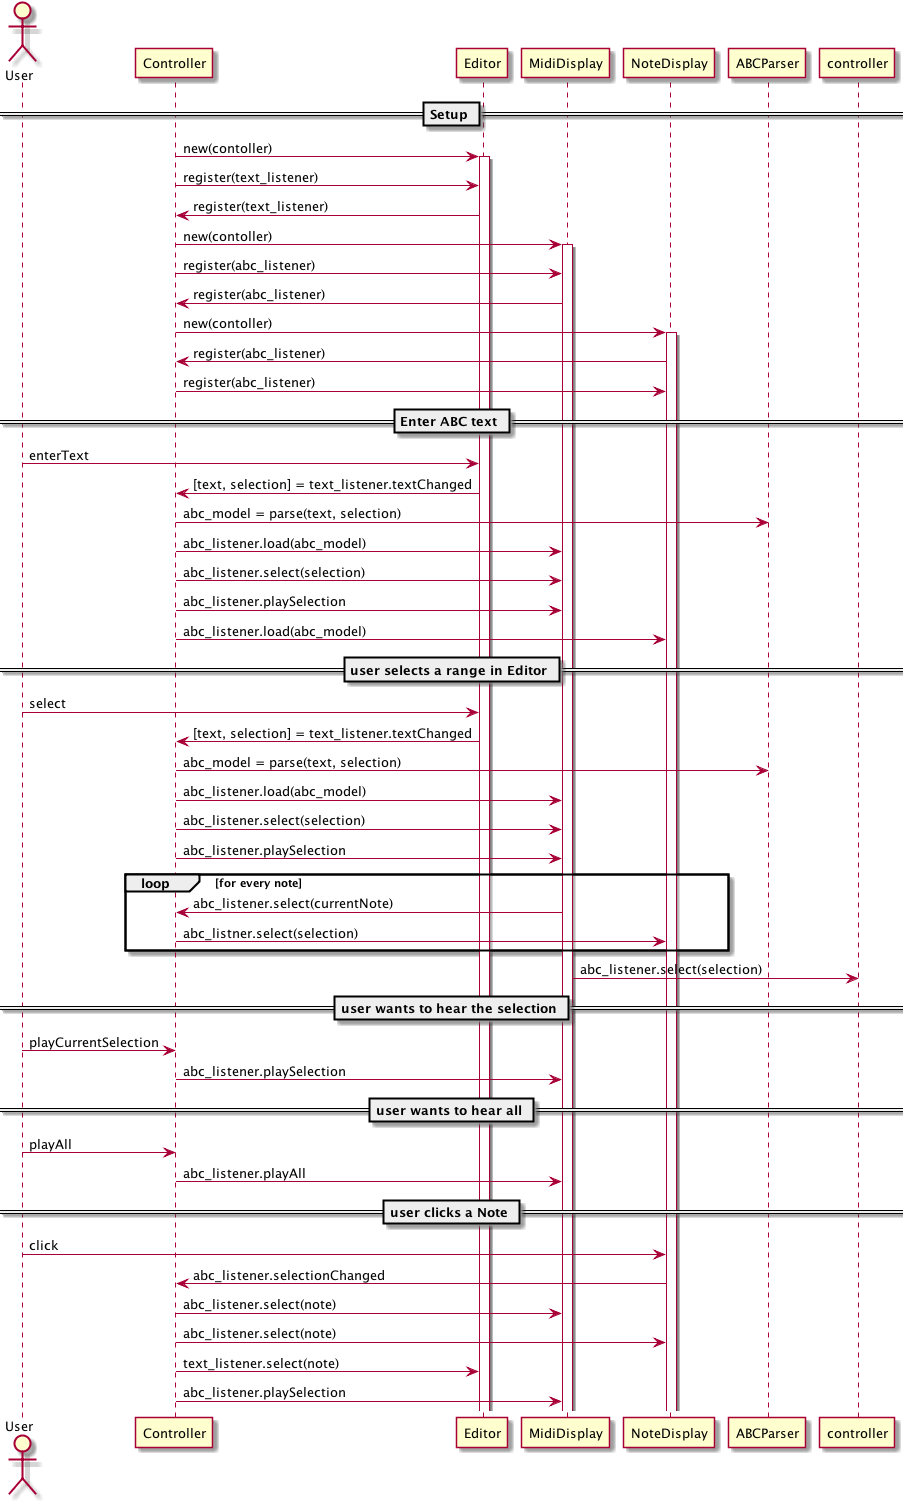 User
Controller
Editor
MidiDisplay
NoteDisplay
ABCParser
controller
Setup
new(contoller)
register(text_listener)
register(text_listener)
new(contoller)
register(abc_listener)
register(abc_listener)
new(contoller)
register(abc_listener)
register(abc_listener)
Enter ABC text
enterText
[text, selection] = text_listener.textChanged
abc_model = parse(text, selection)
abc_listener.load(abc_model)
abc_listener.select(selection)
abc_listener.playSelection
abc_listener.load(abc_model)
user selects a range in Editor
select
[text, selection] = text_listener.textChanged
abc_model = parse(text, selection)
abc_listener.load(abc_model)
abc_listener.select(selection)
abc_listener.playSelection
loop [for every note]
abc_listener.select(currentNote)
abc_listner.select(selection)
abc_listener.select(selection)
user wants to hear the selection
playCurrentSelection
abc_listener.playSelection
user wants to hear all
playAll
abc_listener.playAll
user clicks a Note
click
abc_listener.selectionChanged
abc_listener.select(note)
abc_listener.select(note)
text_listener.select(note)
abc_listener.playSelection
User
Controller
Editor
MidiDisplay
NoteDisplay
ABCParser
controller